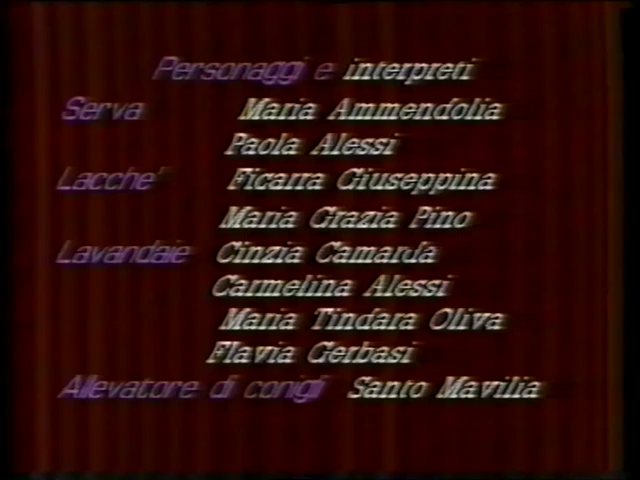 Personaggi e interpreti
Serva Maria Ammendolia
Paola Alessi
Lacche' Ficarra Giuseppina
Maria Grazia Pino
Lavandaie Cinzia Camarda
Carmelina Alessi
Maria Tindara Oliva
Flavia Gerbasi
Allevatore di conigli Santo Mavilia